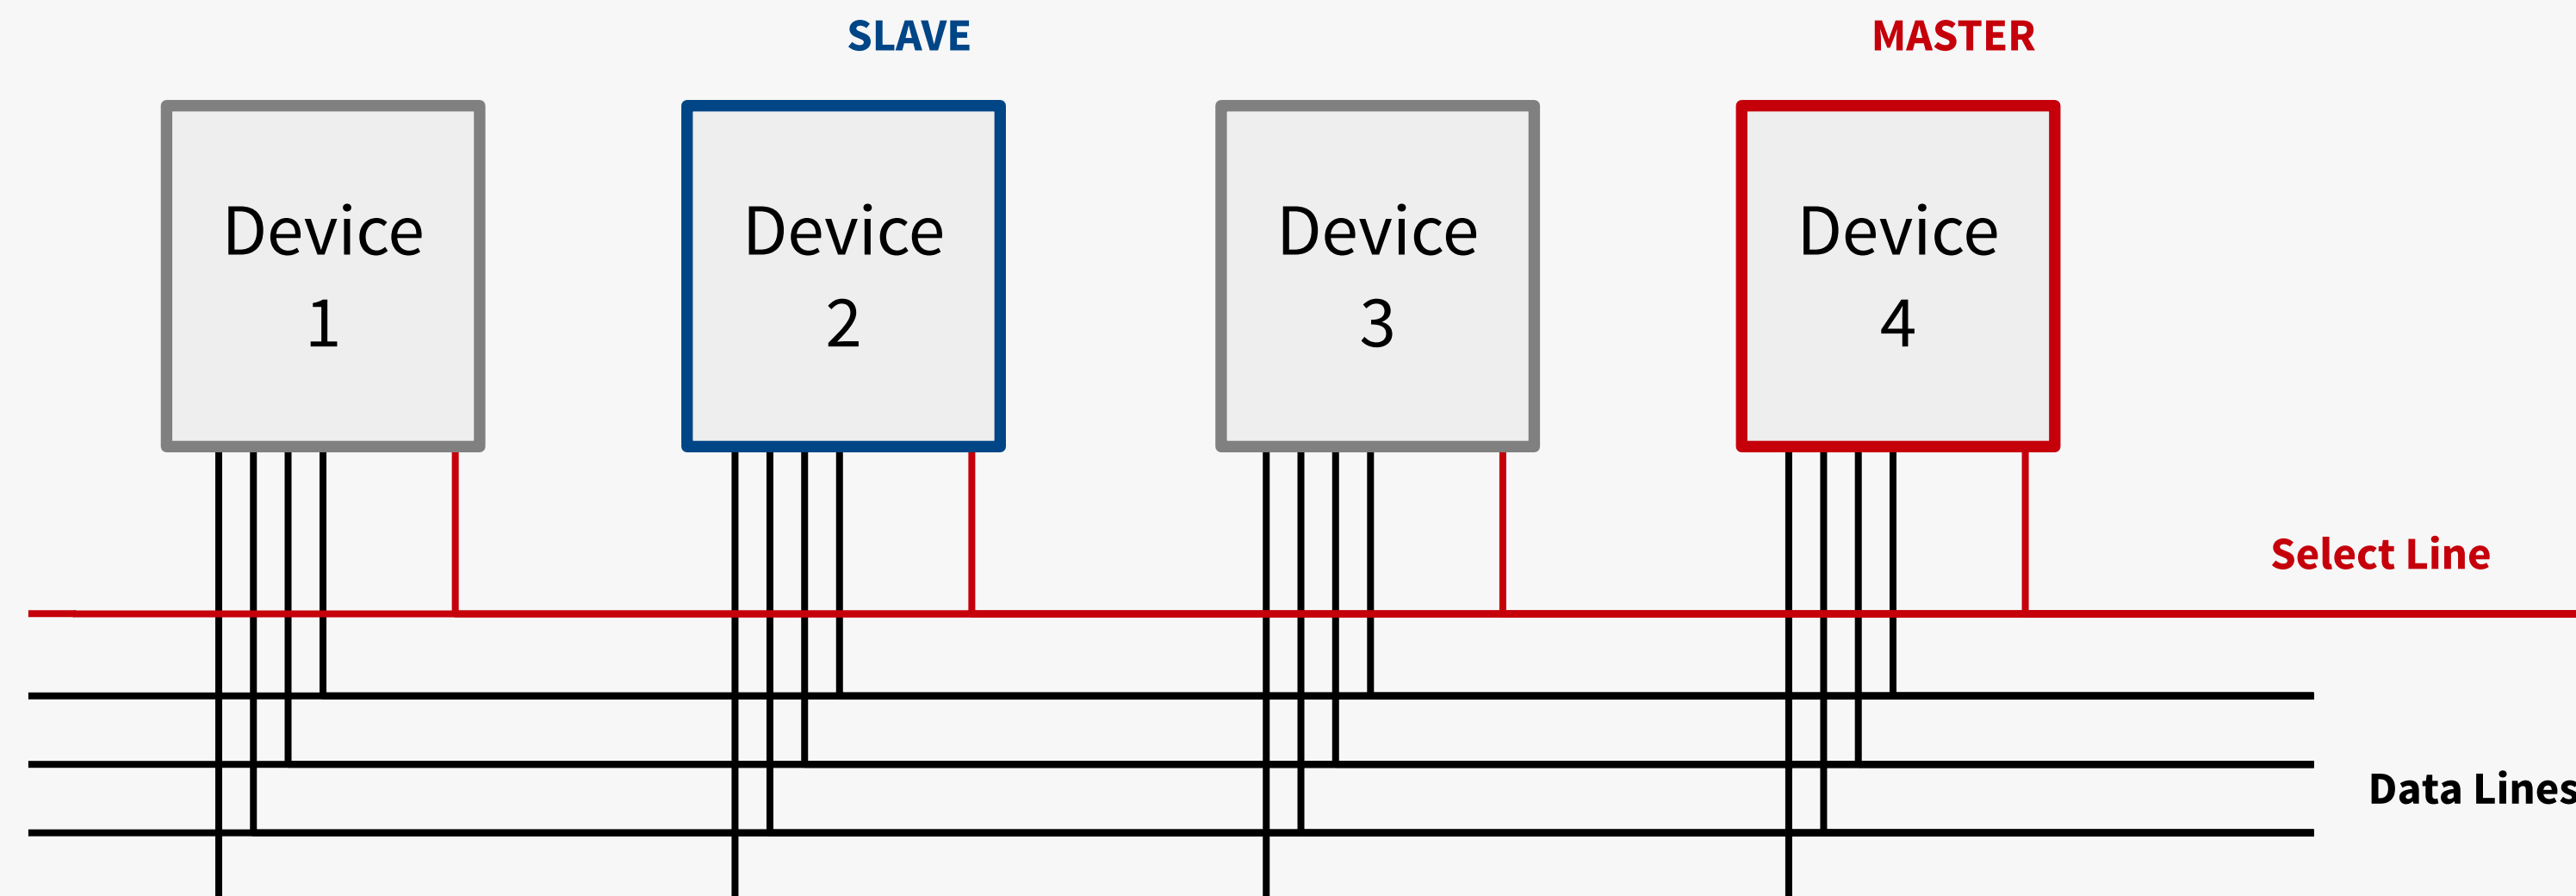 SLAVE
MASTER
Device
1
Device
2
Device
3
Device
4
Select Line
Data Lines